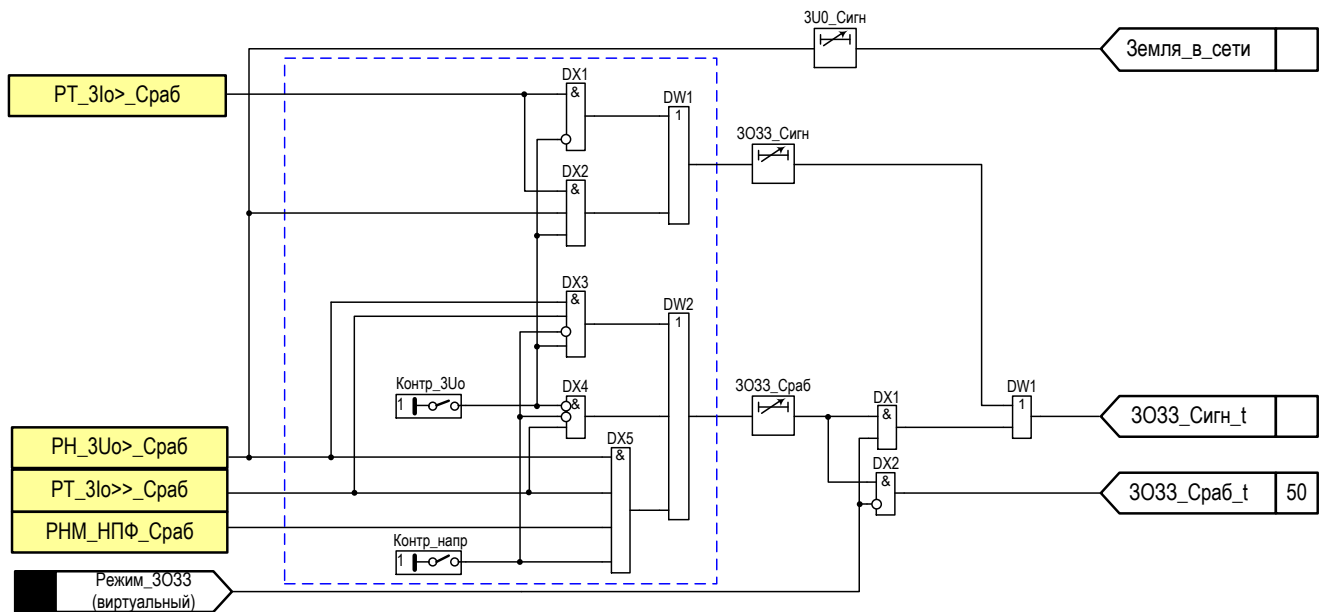 3U0_Сигн
Земля_в_сети
РТ_3Io>_Сраб
DX1
&
DW1
1
ЗОЗЗ_Сигн
DX2
&
DX3
&
DW2
1
Контр_3Uo
1
DX4
&
ЗОЗЗ_Сраб
DX1
&
DW1
1
ЗОЗЗ_Сигн_t
РН_3Uo>_Сраб
DX5
&
DX2
&
РТ_3Io>>_Сраб
ЗОЗЗ_Сраб_t
50
РНМ_НПФ_Сраб
Контр_напр
1
Режим_ЗОЗЗ
(виртуальный)